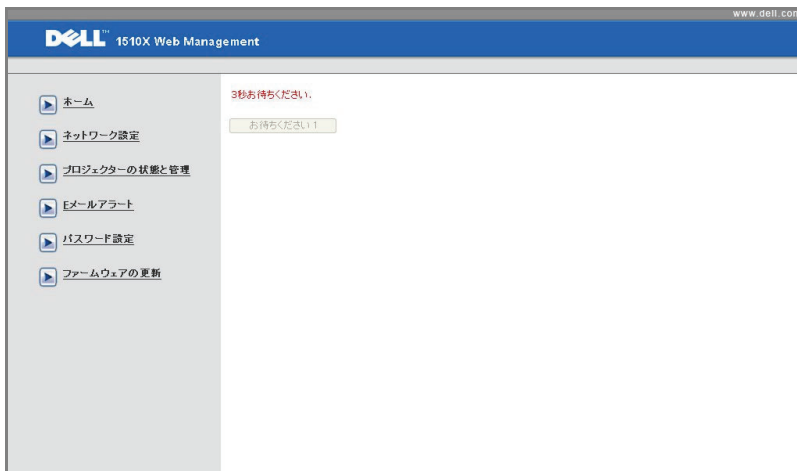 www.dell.com
DELL™ 1510X Web Management
ホーム
ネットワーク設定
プロジェクターの状態と管理
Eメールアラート
パスワード設定
ファームウェアの更新
3秒お待ちください.
お待ちください！